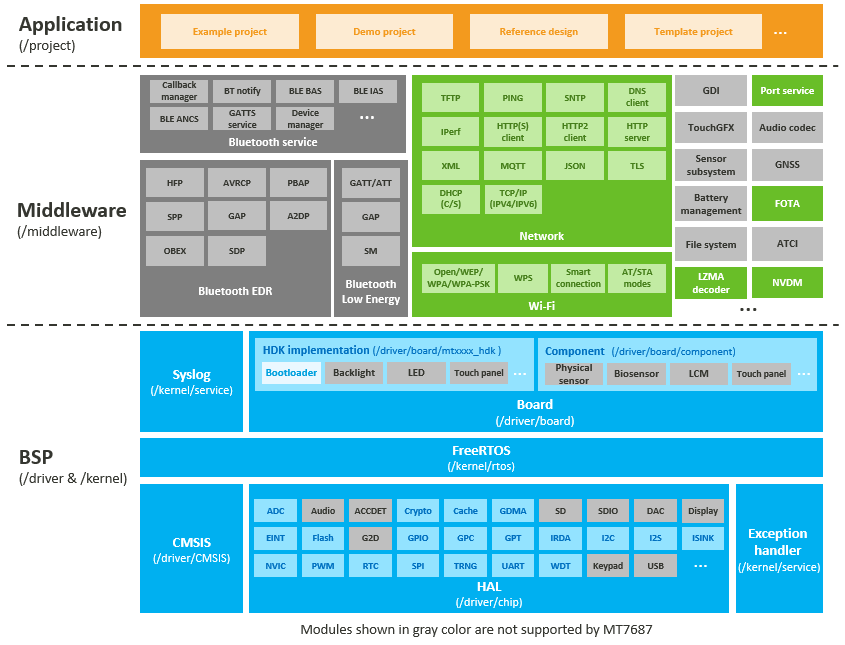 Application
(/project)
Example project
Demo project
Reference design
Template project
...
Middleware
(/middleware)
Callback
manager
BT notify
BLE BAS
BLE IAS
BLE ANCS
GATTS
service
Device
manager
...
Bluetooth service
HFP
AVRCP
PBAP
SPP
GAP
A2DP
OBEX
SDP
Bluetooth EDR
GATT/ATT
GAP
SM
Bluetooth
Low Energy
TFTP
PING
SNTP
DNS
client
IPerf
HTTP(S)
client
HTTP2
client
HTTP
server
XML
MQTT
JSON
TLS
DHCP
(C/S)
TCP/IP
(IPV4/IPV6)
Network
Open/WEP/
WPA/WPA-PSK
WPS
Smart
connection
AT/STA
modes
Wi-Fi
GDI
Port service
TouchGFX
Audio codec
Sensor
subsystem
GNSS
Battery
management
FOTA
File system
ATCI
LZMA
decoder
NVDM
...
BSP
(/driver & /kernel)
Syslog
(/kernel/service)
HDK implementation (/driver/board/mtxxxx_hdk )
Bootloader
Backlight
LED
Touch panel
...
Component (/driver/board/component)
Physical
sensor
Biosensor
LCM
Touch panel
...
Board
(/driver/board)
FreeRTOS
(/kernel/rtos)
CMSIS
(/driver/CMSIS)
ADC
Audio
ACCDET
Crypto
Cache
GDMA
SD
SDIO
DAC
Display
EINT
Flash
G2D
GPIO
GPC
GPT
IRDA
I2C
I2S
ISINK
NVIC
PWM
RTC
SPI
TRNG
UART
WDT
Keypad
USB
...
HAL
(/driver/chip)
Exception
handler
(/kernel/service)
Modules shown in gray color are not supported by MT7687